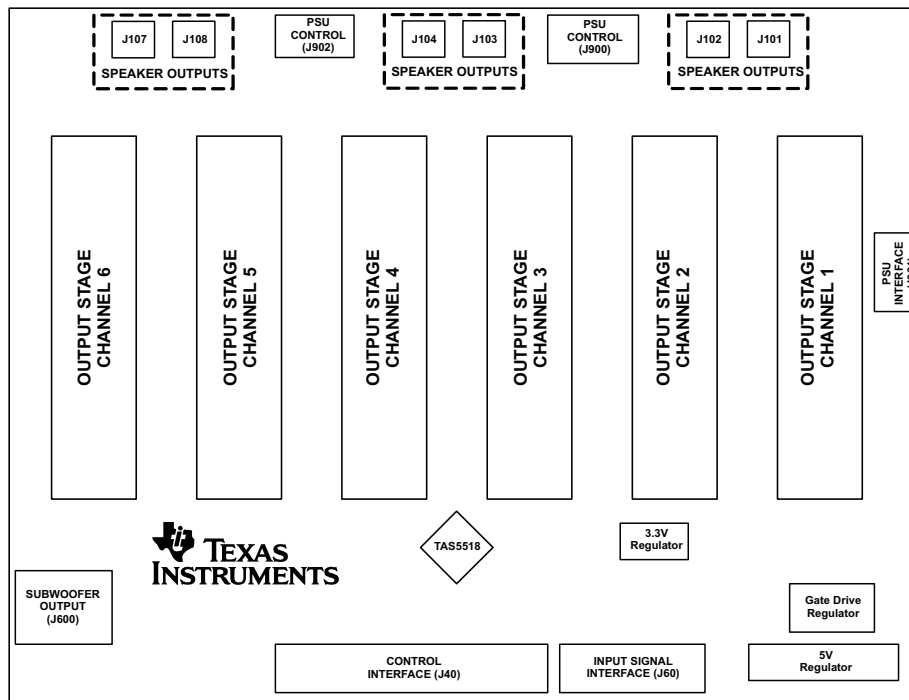 J107
J108
SPEAKER OUTPUTS
PSU
CONTROL
(J902)
J104
J103
SPEAKER OUTPUTS
PSU
CONTROL
(J900)
J102
J101
SPEAKER OUTPUTS
OUTPUT STAGE
CHANNEL 6
OUTPUT STAGE
CHANNEL 5
OUTPUT STAGE
CHANNEL 4
OUTPUT STAGE
CHANNEL 3
OUTPUT STAGE
CHANNEL 2
OUTPUT STAGE
CHANNEL 1
PSU
INTERFACE
TEXAS
INSTRUMENTS
TAS5518
3.3V
Regulator
SUBWOOFER
OUTPUT
(J600)
Gate Drive
Regulator
CONTROL
INTERFACE (J40)
INPUT SIGNAL
INTERFACE (J60)
5V
Regulator